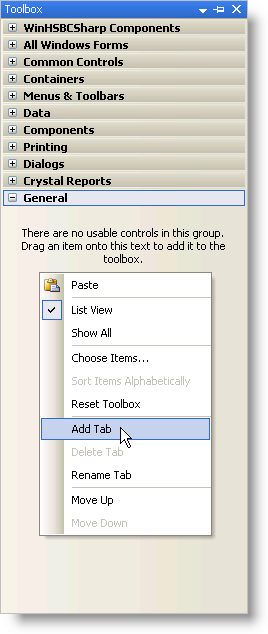 Toolbox
WinHSBCSharp Components
All Windows Forms
Common Controls
Containers
Menus & Toolbars
Data
Components
Printing
Dialogs
Crystal Reports
General
There are no usable controls in this group.
Drag an item onto this text to add it to the
toolbox.
Paste
List View
Show All
Choose Items...
Sort Items Alphabetically
Reset Toolbox
Add Tab
Delete Tab
Rename Tab
Move Up
Move Down